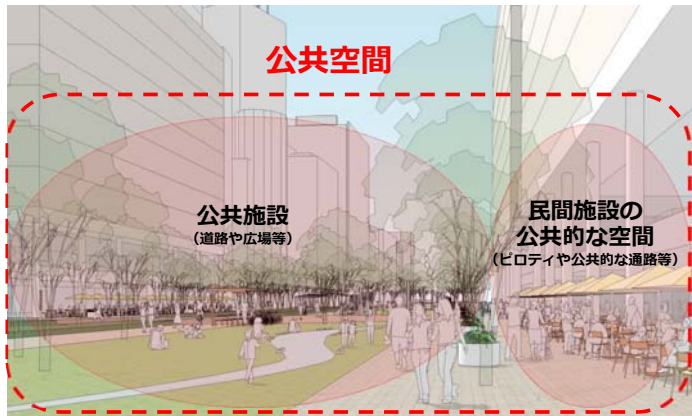 公共空間
公共施設
（道路や広場等）
民間施設の
公共的な空間
（ピロティや公共的な通路等）